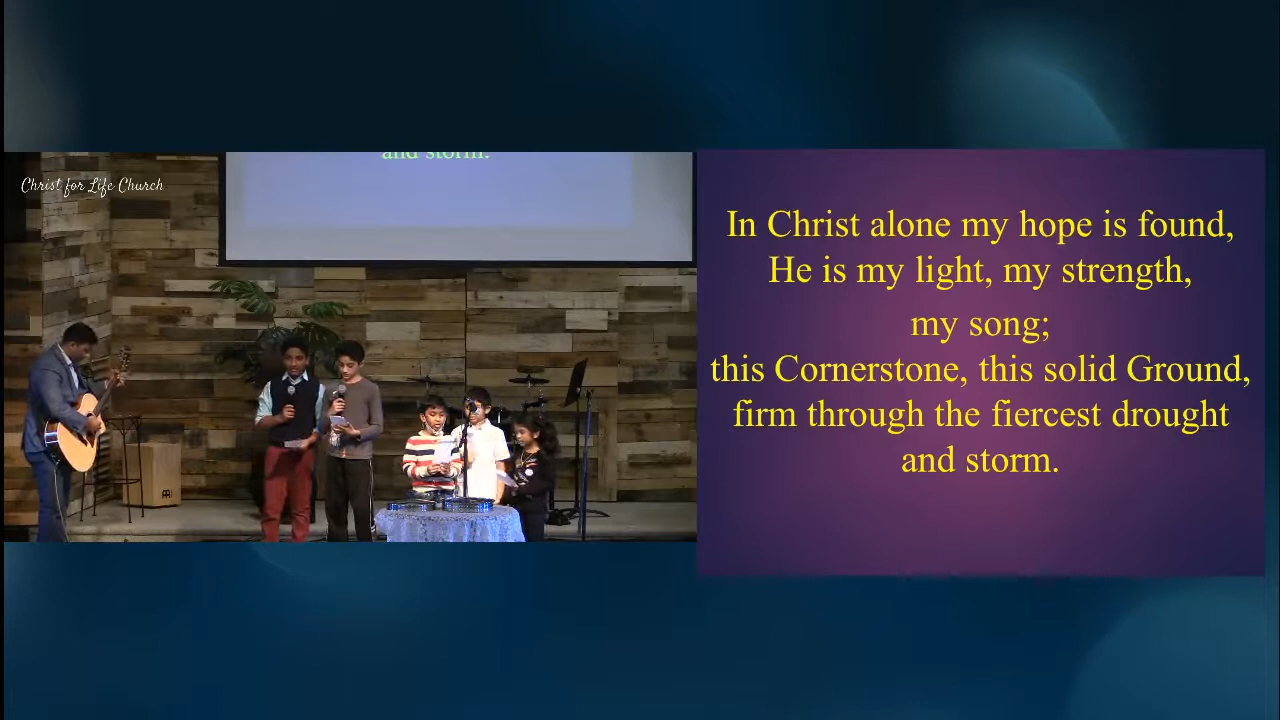 and storm.
Christ for Life Church
In Christ alone my hope is found,
He is my light, my strength,
my song;
this Cornerstone, this solid Ground,
firm through the fiercest drought
and storm.